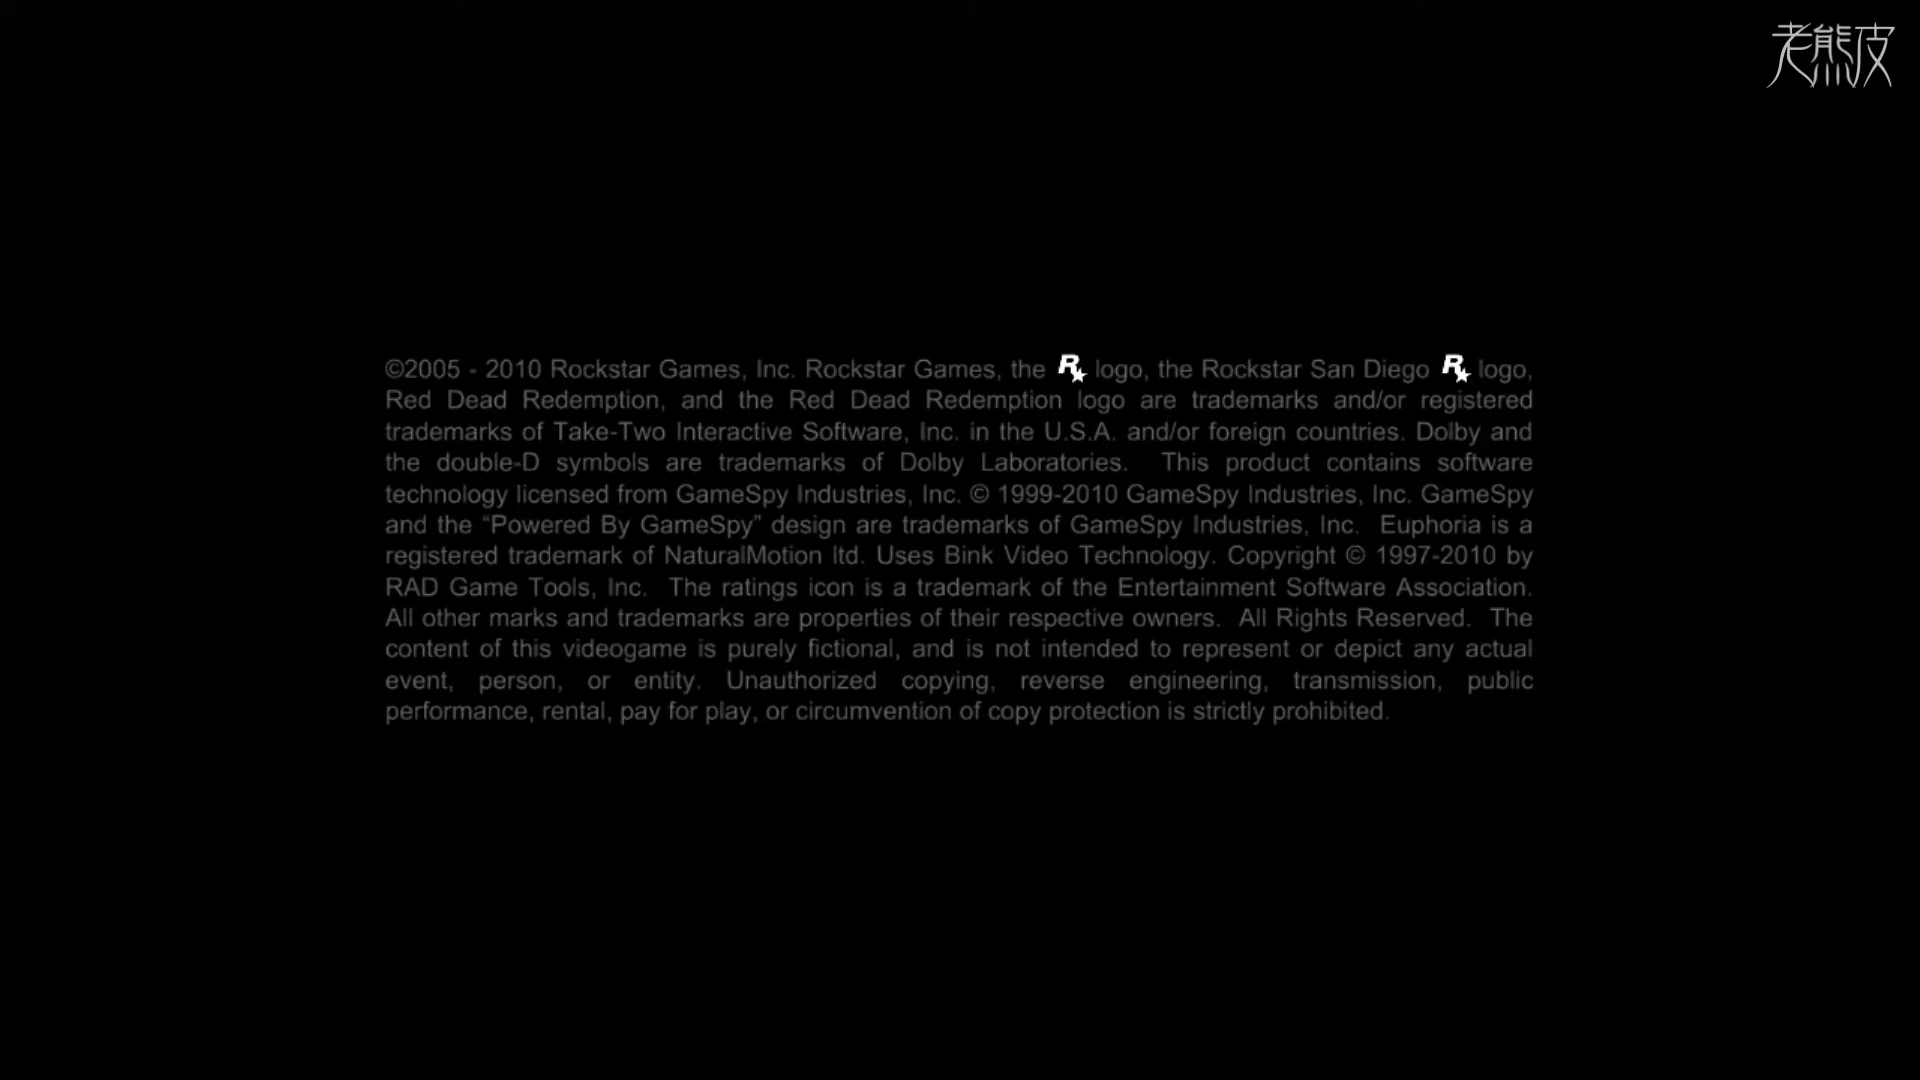 老熊皮
©2005 - 2010 Rockstar Games, Inc. Rockstar Games, the R logo, the Rockstar San Diego R logo,
Red Dead Redemption, and the Red Dead Redemption logo are trademarks and/or registered
trademarks of Take-Two Interactive Software, Inc. in the U.S.A. and/or foreign countries. Dolby and
the double-D symbols are trademarks of Dolby Laboratories. This product contains software
technology licensed from GameSpy Industries, Inc. © 1999-2010 GameSpy Industries, Inc. GameSpy
and the “Powered By GameSpy” design are trademarks of GameSpy Industries, Inc. Euphoria is a
registered trademark of NaturalMotion ltd. Uses Bink Video Technology. Copyright © 1997-2010 by
RAD Game Tools, Inc. The ratings icon is a trademark of the Entertainment Software Association.
All other marks and trademarks are properties of their respective owners. All Rights Reserved. The
content of this videogame is purely fictional, and is not intended to represent or depict any actual
event, person, or entity. Unauthorized copying, reverse engineering, transmission, public
performance, rental, pay for play, or circumvention of copy protection is strictly prohibited.